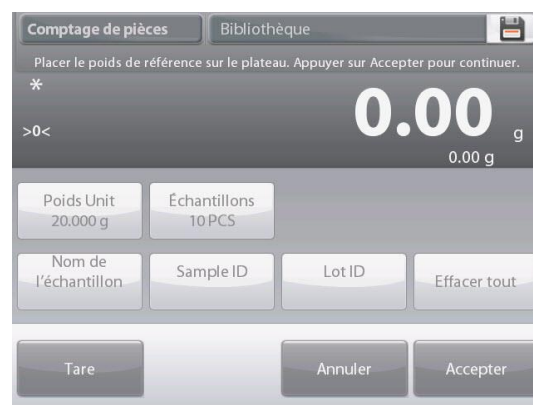 Comptage de pièces
Bibliothèque
Placer le poids de référence sur le plateau. Appuyer sur Accepter pour continuer.
*
>0<
0.00 g
0.00 g
Poids Unit
20.000 g
Échantillons
10 PCS
Nom de
l'échantillon
Sample ID
Lot ID
Effacer tout
Tare
Annuler
Accepter